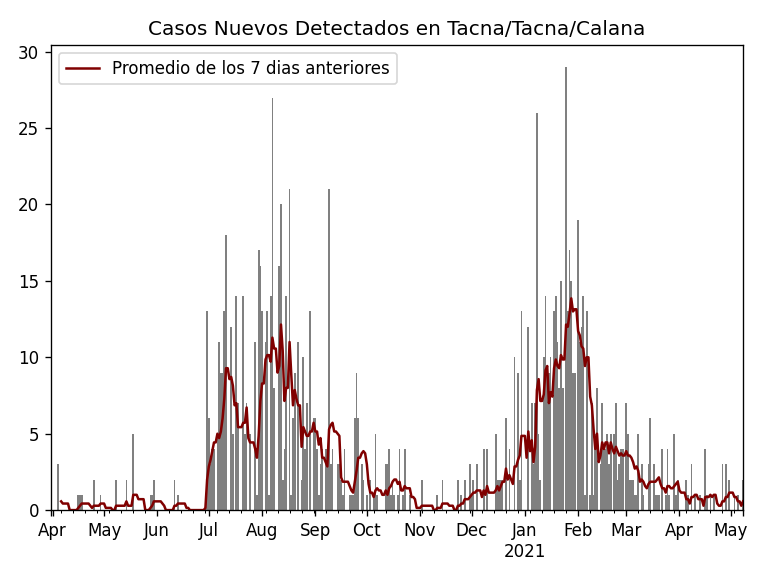 Casos Nuevos Detectados en Tacna/Tacna/Calana
Promedio de los 7 dias anteriores
30
25
20
15
10
5
0
Apr May Jun Jul Aug Sep Oct Nov Dec Jan Feb Mar Apr May
2021